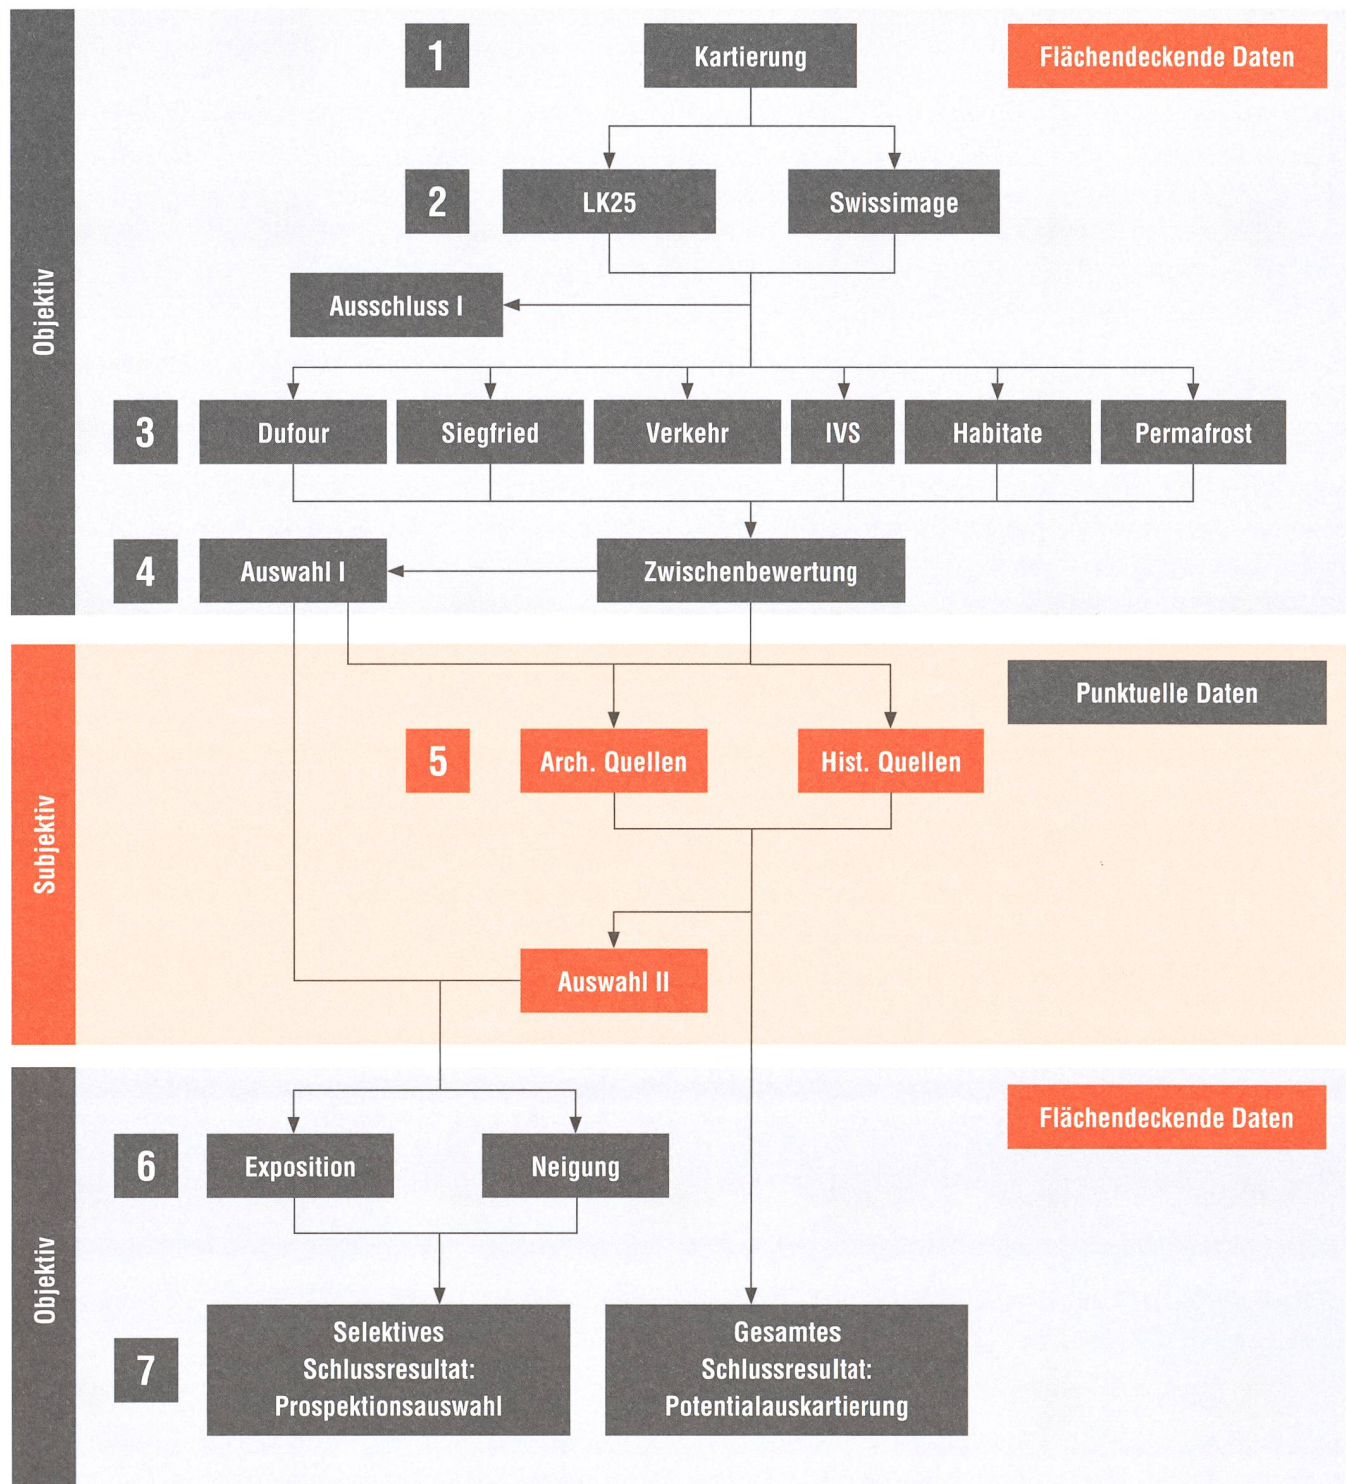 Objektiv
1
Kartierung
Flächendeckende Daten
2
LK25
Swissimage
Ausschluss I
3
Dufour
Siegfried
Verkehr
IVS
Habitate
Permafrost
4
Auswahl I
Zwischenbewertung
Subjektiv
Punktuelle Daten
5
Arch. Quellen
Hist. Quellen
Auswahl II
Objektiv
Flächendeckende Daten
6
Exposition
Neigung
7
Selektives
Schlussresultat:
Prospektionsauswahl
Gesamtes
Schlussresultat:
Potentialauskartierung